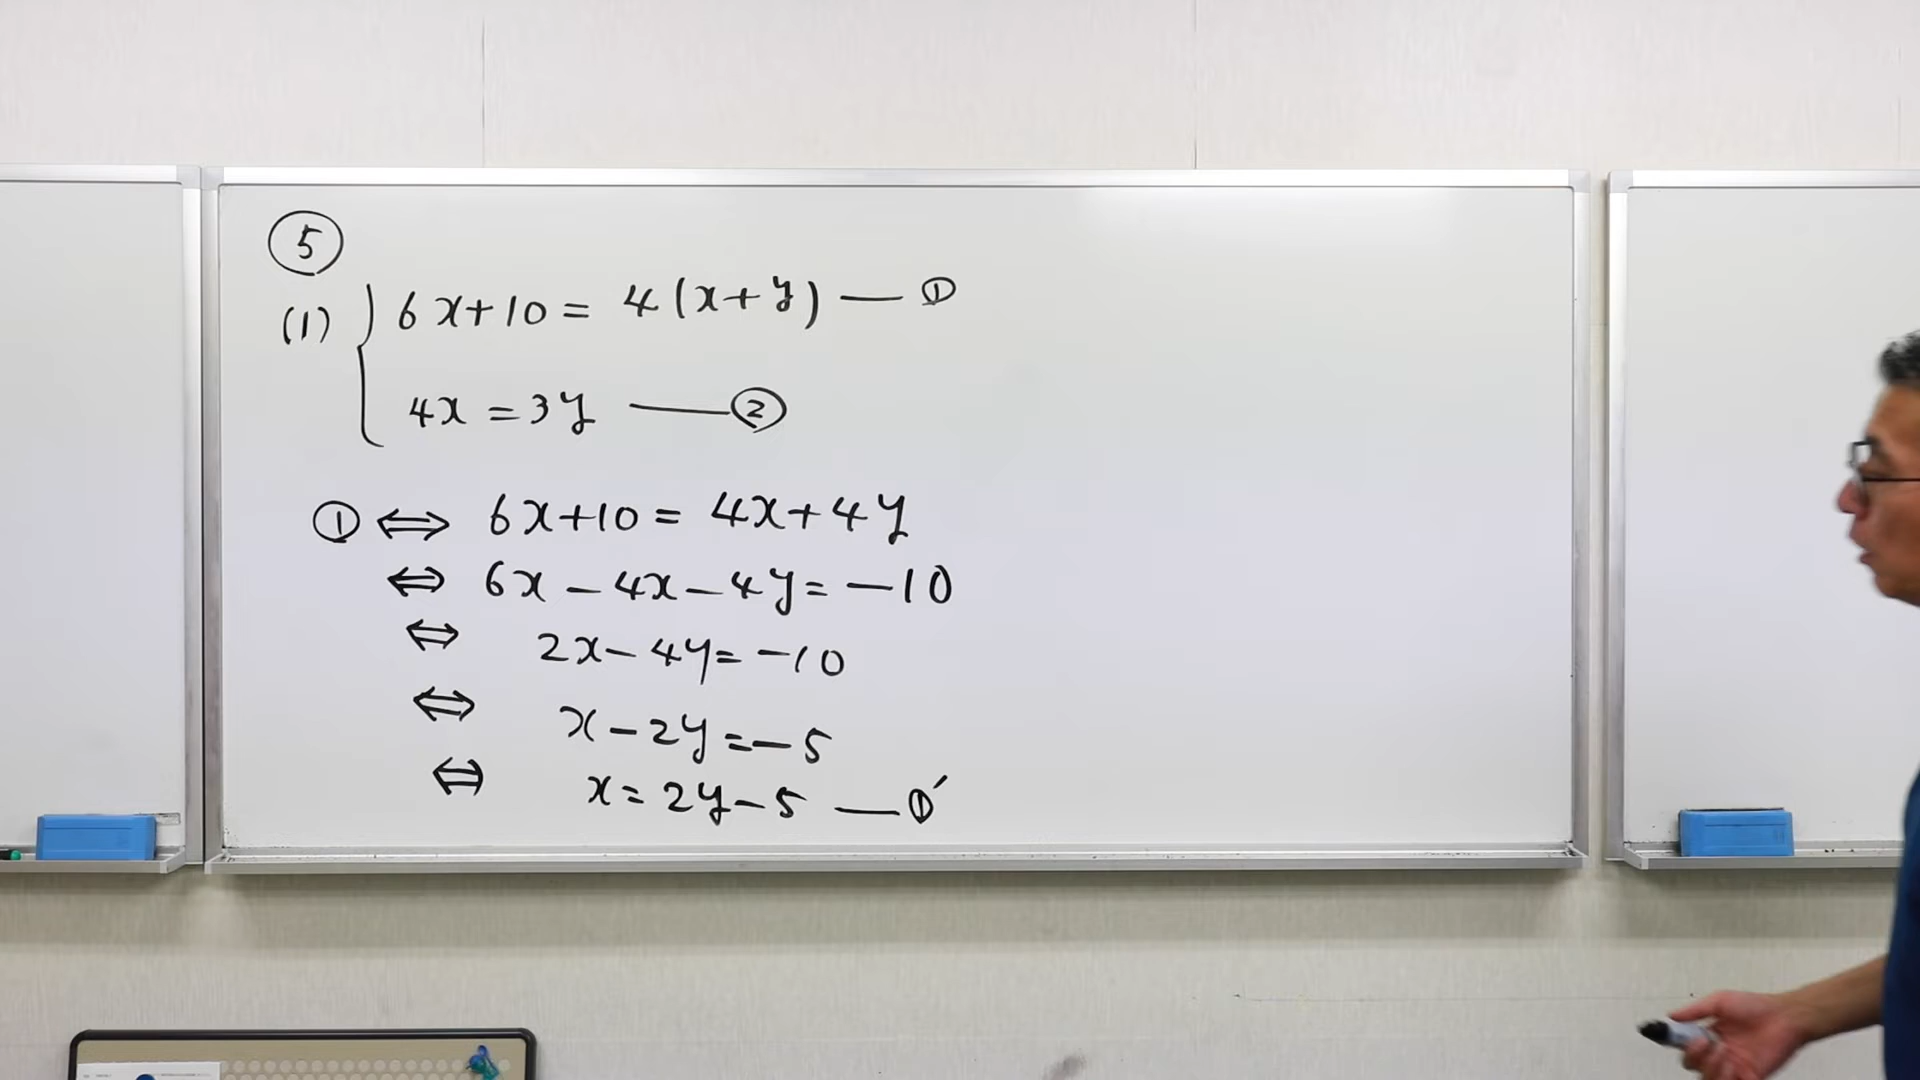 ⑤
(1) { 6x+10 = 4(x+y) — ①
4x = 3y — ②
① ⇔ 6x+10 = 4x+4y
⇔ 6x - 4x - 4y = -10
⇔ 2x - 4y = -10
⇔ x - 2y = -5
⇔ x = 2y - 5 — ①′